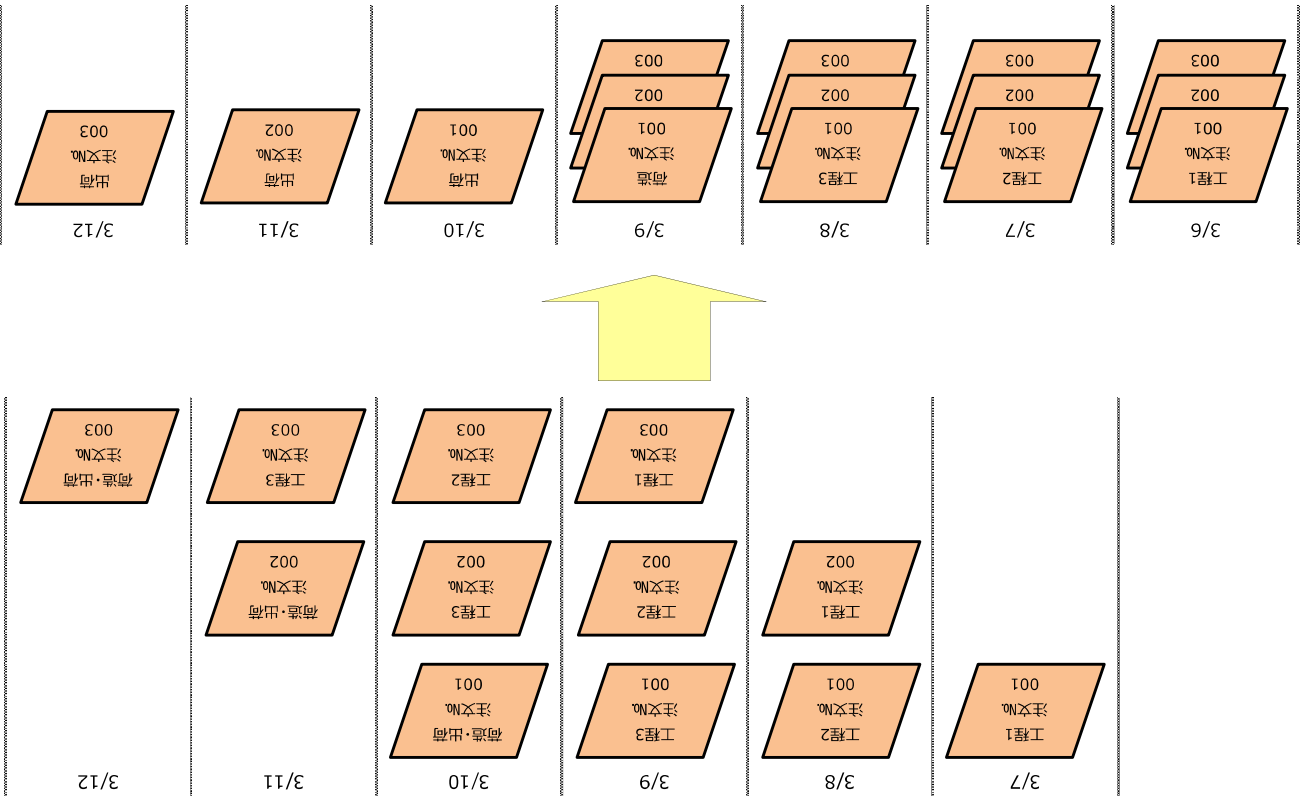 3/7
3/8
3/9
3/10
3/11
3/12
工程1
注文№
001
工程2
注文№
001
工程3
注文№
001
荷造・出荷
注文№
001
工程1
注文№
002
工程2
注文№
002
工程3
注文№
002
荷造・出荷
注文№
002
工程1
注文№
003
工程2
注文№
003
工程3
注文№
003
荷造・出荷
注文№
003
3/6
3/7
3/8
3/9
3/10
3/11
3/12
工程1
注文№
001
002
003
工程2
注文№
001
002
003
工程3
注文№
001
002
003
荷造
注文№
001
002
003
出荷
注文№
001
出荷
注文№
002
出荷
注文№
003